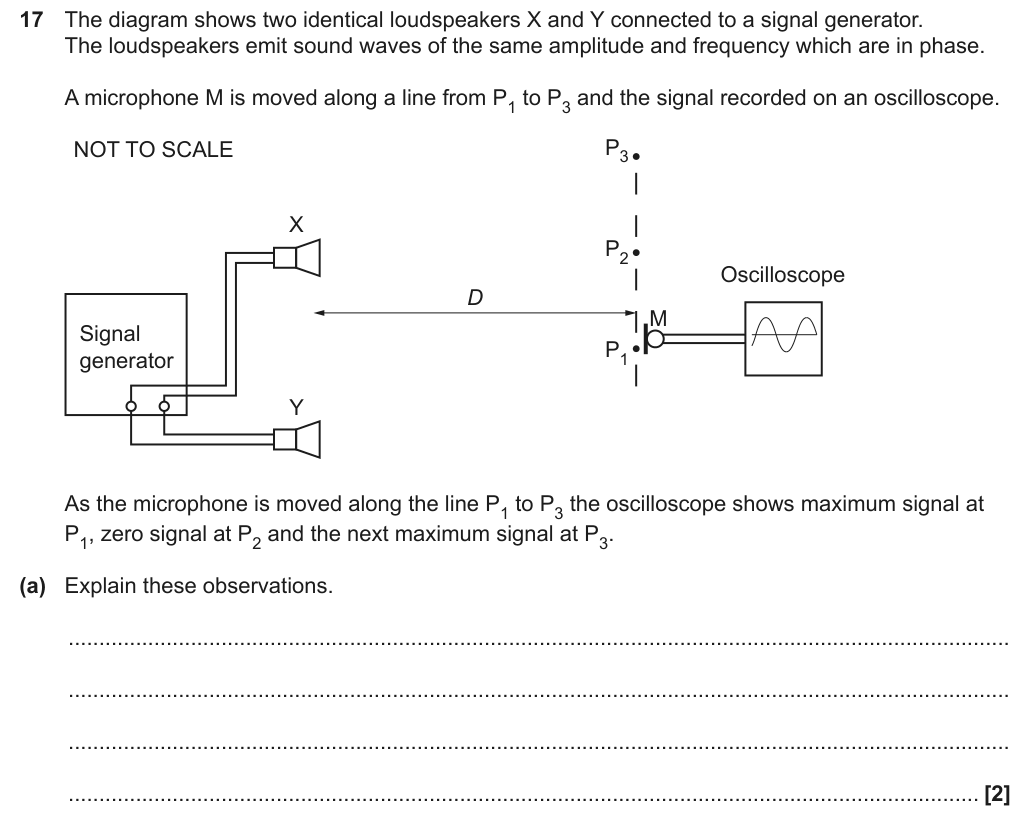 17 The diagram shows two identical loudspeakers X and Y connected to a signal generator.
The loudspeakers emit sound waves of the same amplitude and frequency which are in phase.
A microphone M is moved along a line from P1 to P3 and the signal recorded on an oscilloscope.
NOT TO SCALE
P3
X
P2
Oscilloscope
D
M
Signal
generator
P1
Y
As the microphone is moved along the line P1 to P3 the oscilloscope shows maximum signal at
P1, zero signal at P2 and the next maximum signal at P3.
(a) Explain these observations.
[2]